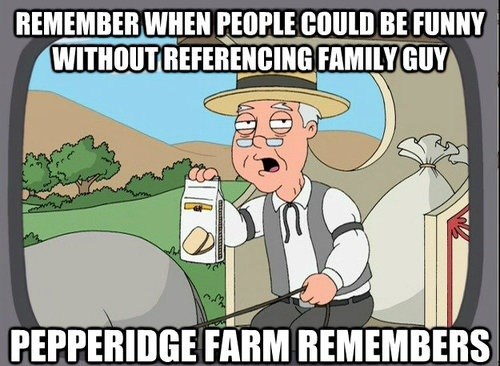 REMEMBER WHEN PEOPLE COULD BE FUNNY
WITHOUT REFERENCING FAMILY GUY
PEPPERIDGE FARM REMEMBERS